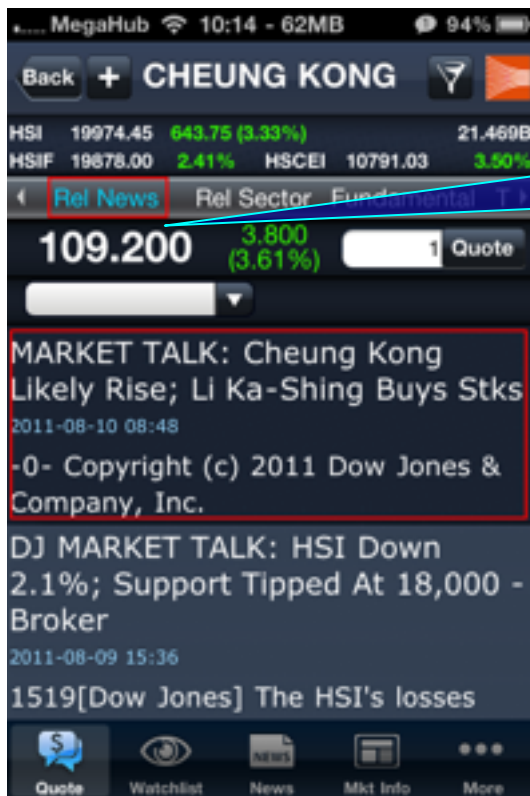 ..... MegaHub 10:14 - 62MB 94%
Back + CHEUNG KONG
HSI 19974.45 643.75 (3.33%) 21.469B
HSIF 19878.00 2.41% HSCEI 10791.03 3.50%
Rel News Rel Sector Fundamental T
109.200 3.800 (3.61%) 1 Quote
MARKET TALK: Cheung Kong
Likely Rise; Li Ka-Shing Buys Stks
2011-08-10 08:48
-0- Copyright (c) 2011 Dow Jones &
Company, Inc.
DJ MARKET TALK: HSI Down
2.1%; Support Tipped At 18,000 -
Broker
2011-08-09 15:36
1519[Dow Jones] The HSI's losses
$
NEWS
Quote Watchlist News Mkt Info More